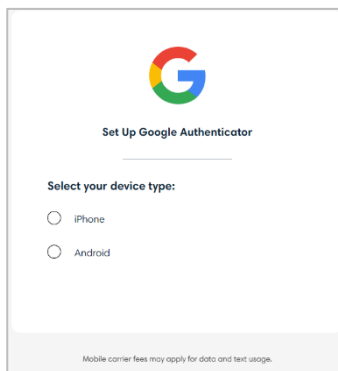 Set Up Google Authenticator
Select your device type:
iPhone
Android
Mobile carrier fees may apply for data and text usage.